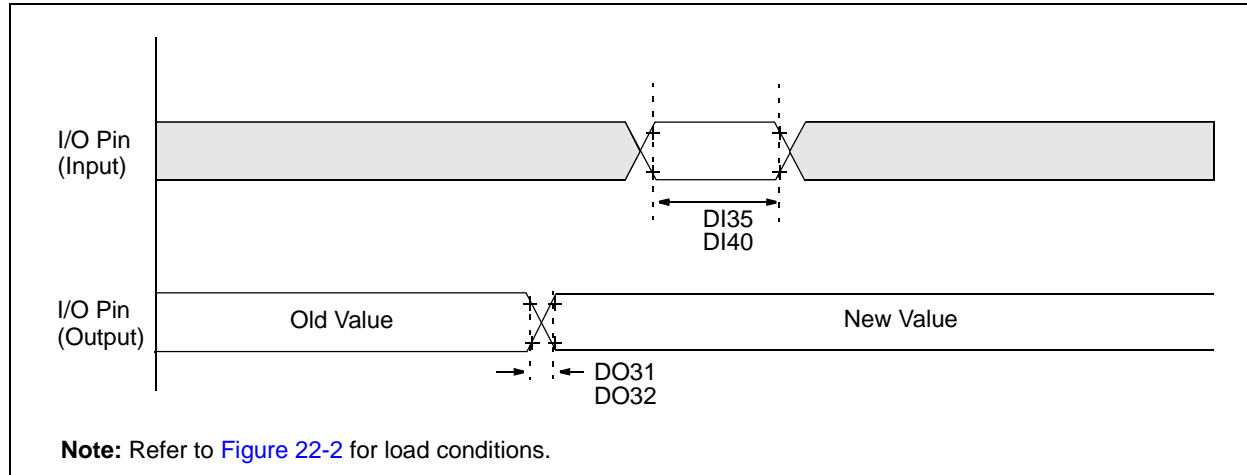 I/O Pin
(Input)
DI35
DI40
I/O Pin
(Output)
Old Value
New Value
DO31
DO32
Note: Refer to Figure 22-2 for load conditions.